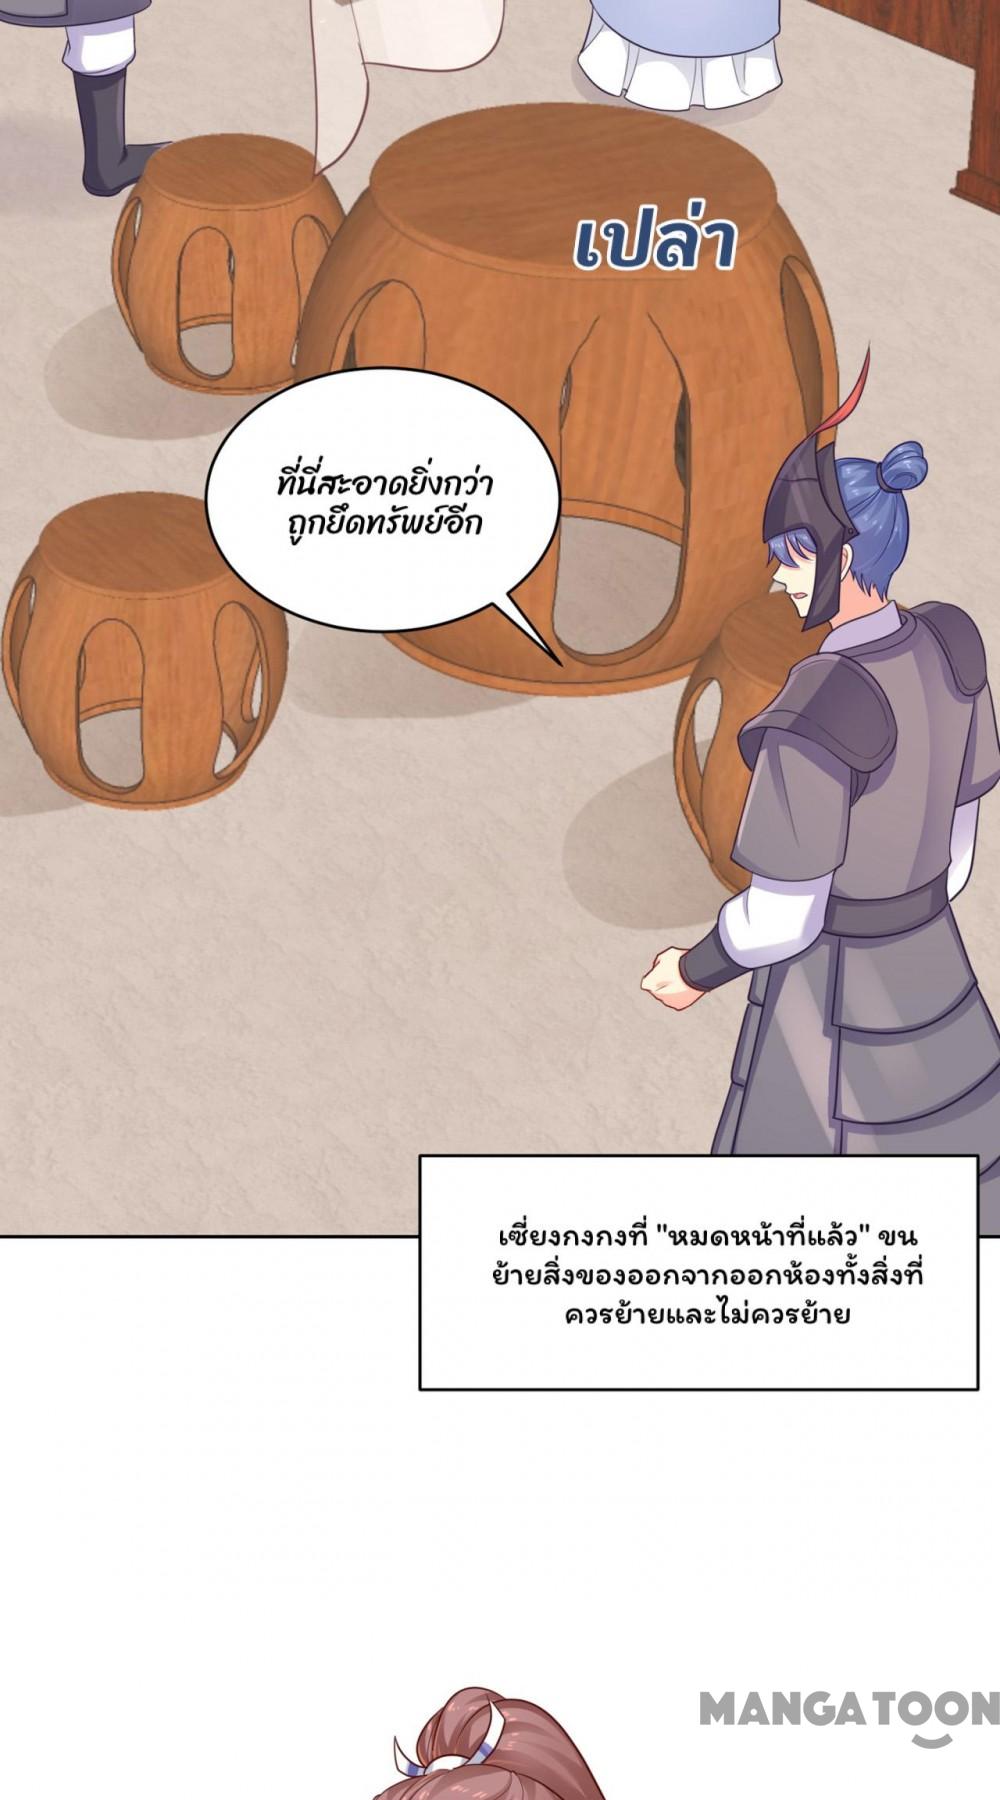 เปล่า
ที่นี่สะอาดยิ่งกว่า
ถูกยึดทรัพย์อีก
เซี่ยงกงกงที่ "หมดหน้าที่แล้ว" ขน
ย้ายสิ่งของออกจากออกห้องทั้งสิ่งที่
ควรย้ายและไม่ควรย้าย
MANGATOON